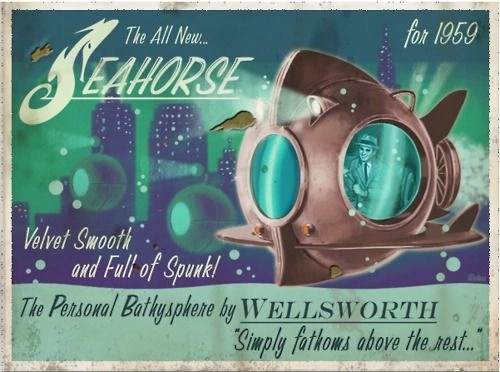 The All New...
for 1959
SEAHORSE
Velvet Smooth
and Full of Spunk!
The Personal Bathysphere by WELLSWORTH
"Simply fathoms above the rest..."